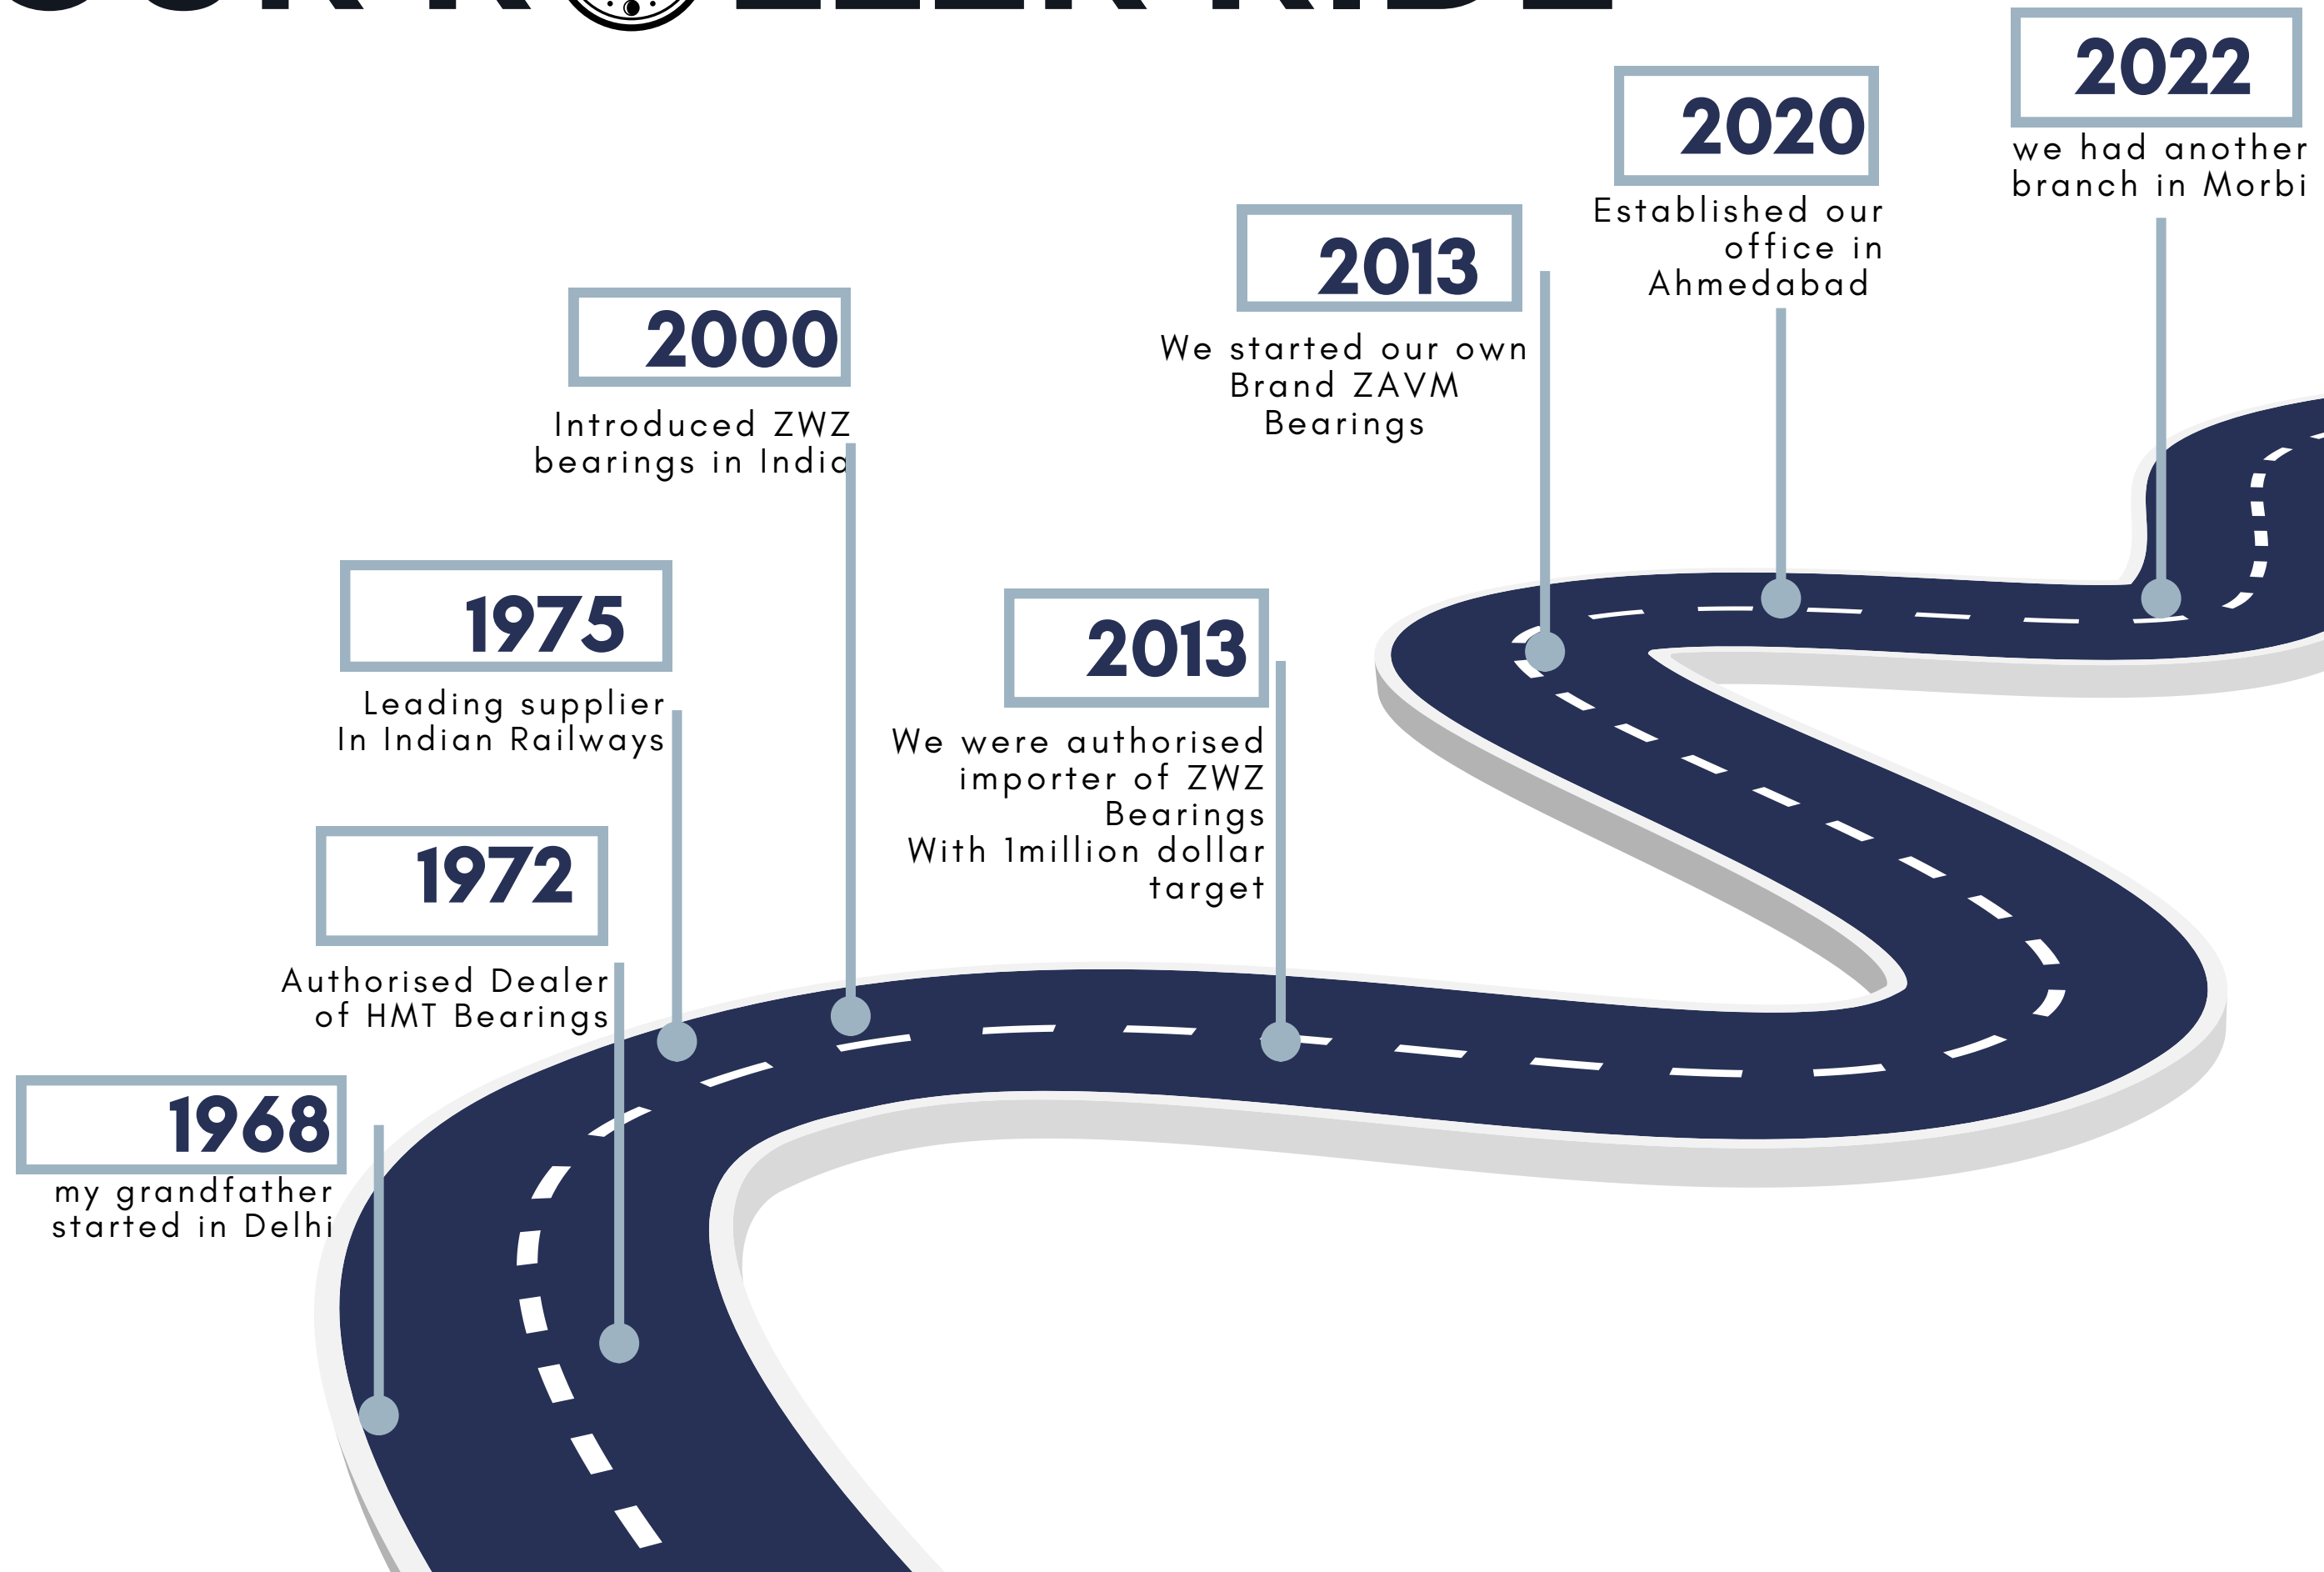 OUR ROLLER RIDE
2022
we had another
branch in Morbi
2020
Established our
office in
Ahmedabad
2013
We started our own
Brand ZAVM
Bearings
2000
Introduced ZWZ
bearings in India
1975
Leading supplier
In Indian Railways
2013
We were authorised
importer of ZWZ
Bearings
With 1million dollar
target
1972
Authorised Dealer
of HMT Bearings
1968
my grandfather
started in Delhi